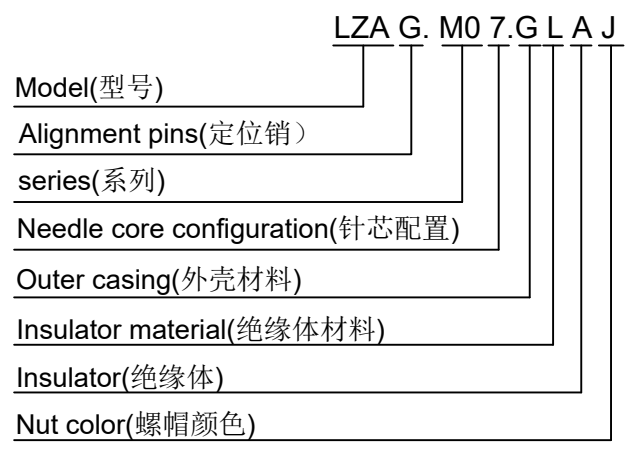 LZA G. M0 7.G L A J
Model(型号)
Alignment pins(定位销）
series(系列)
Needle core configuration(针芯配置)
Outer casing(外壳材料)
Insulator material(绝缘体材料)
Insulator(绝缘体)
Nut color(螺帽颜色)